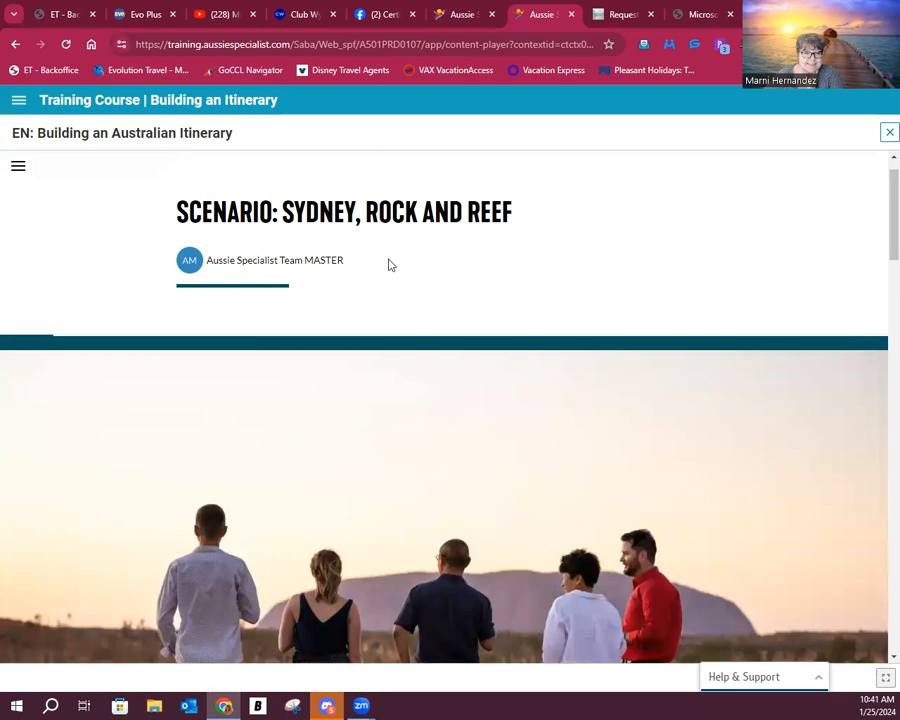 ET - Bac
Evo Plus
(228) M
Club W
(2) Cert
Aussie S
Aussie S
Request
Microso
https://training.aussiespecialist.com/Saba/Web_spf/A501PRD0107/app/content-player?contextid=ctctx0...
3
ET - Backoffice
Evolution Travel - M...
GoCCL Navigator
Disney Travel Agents
VAX VacationAccess
Vacation Express
Pleasant Holidays: T...
Marni Hernandez
Training Course | Building an Itinerary
EN: Building an Australian Itinerary
SCENARIO: SYDNEY, ROCK AND REEF
AM Aussie Specialist Team MASTER
Help & Support
10:41 AM
1/25/2024